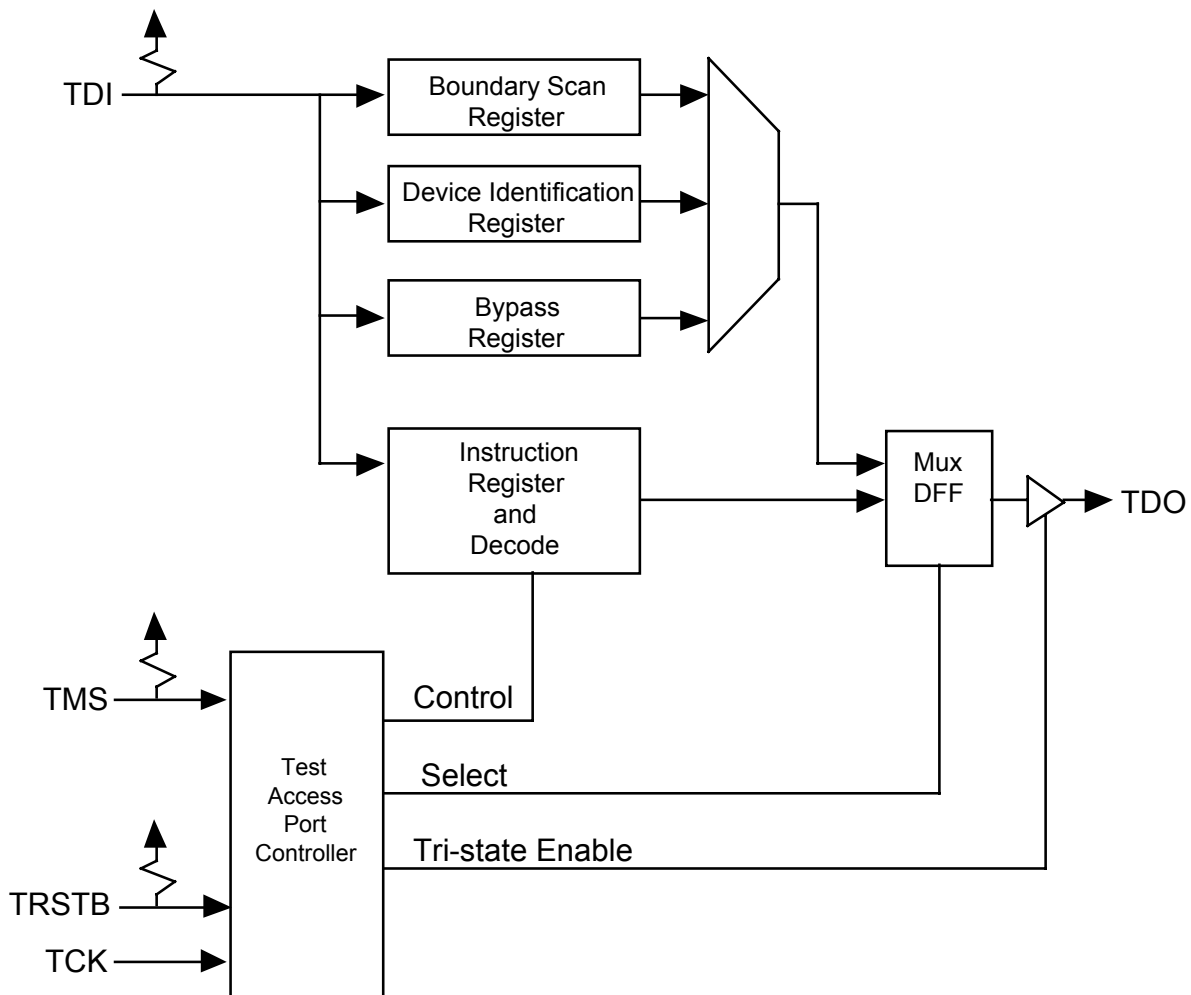 TDI
Boundary Scan
Register
Device Identification
Register
Bypass
Register
Instruction
Register
and
Decode
Mux
DFF
TDO
TMS
Control
Test
Access
Port
Controller
Select
Tri-state Enable
TRSTB
TCK